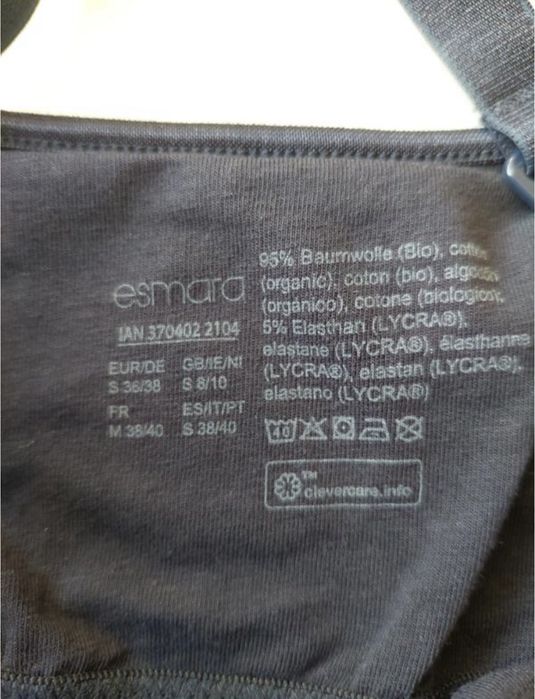 esmara
IAN 370402 2104
EUR/DE GB/IE/NI
S 36/38 S 8/10
FR ES/IT/PT
M 38/40 S 38/40
95% Baumwolle (Bio),
(organic), coton (bio),
(orgánico), cotone (biologico),
5% Elasthan (LYCRA®),
elastane (LYCRA®), élasthanne
(LYCRA®), elastan (LYCRA®),
elastano (LYCRA®)
40
™
clevercare.info